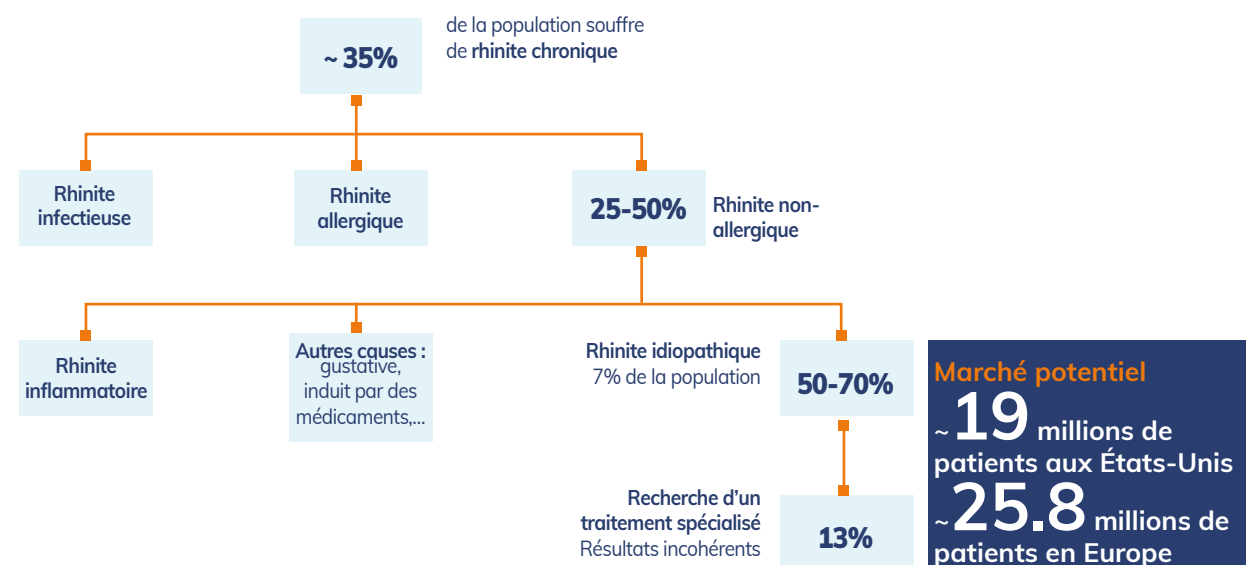 ~ 35%
de la population souffre
de rhinite chronique
Rhinite
infectieuse
Rhinite
allergique
25-50%
Rhinite non-
allergique
Rhinite
inflammatoire
Autres causes :
gustative,
induit par des
médicaments,...
Rhinite idiopathique
7% de la population
50-70%
Recherche d'un
traitement spécialisé
Résultats incohérents
13%
Marché potentiel
~ 19 millions de
patients aux États-Unis
~ 25.8 millions de
patients en Europe